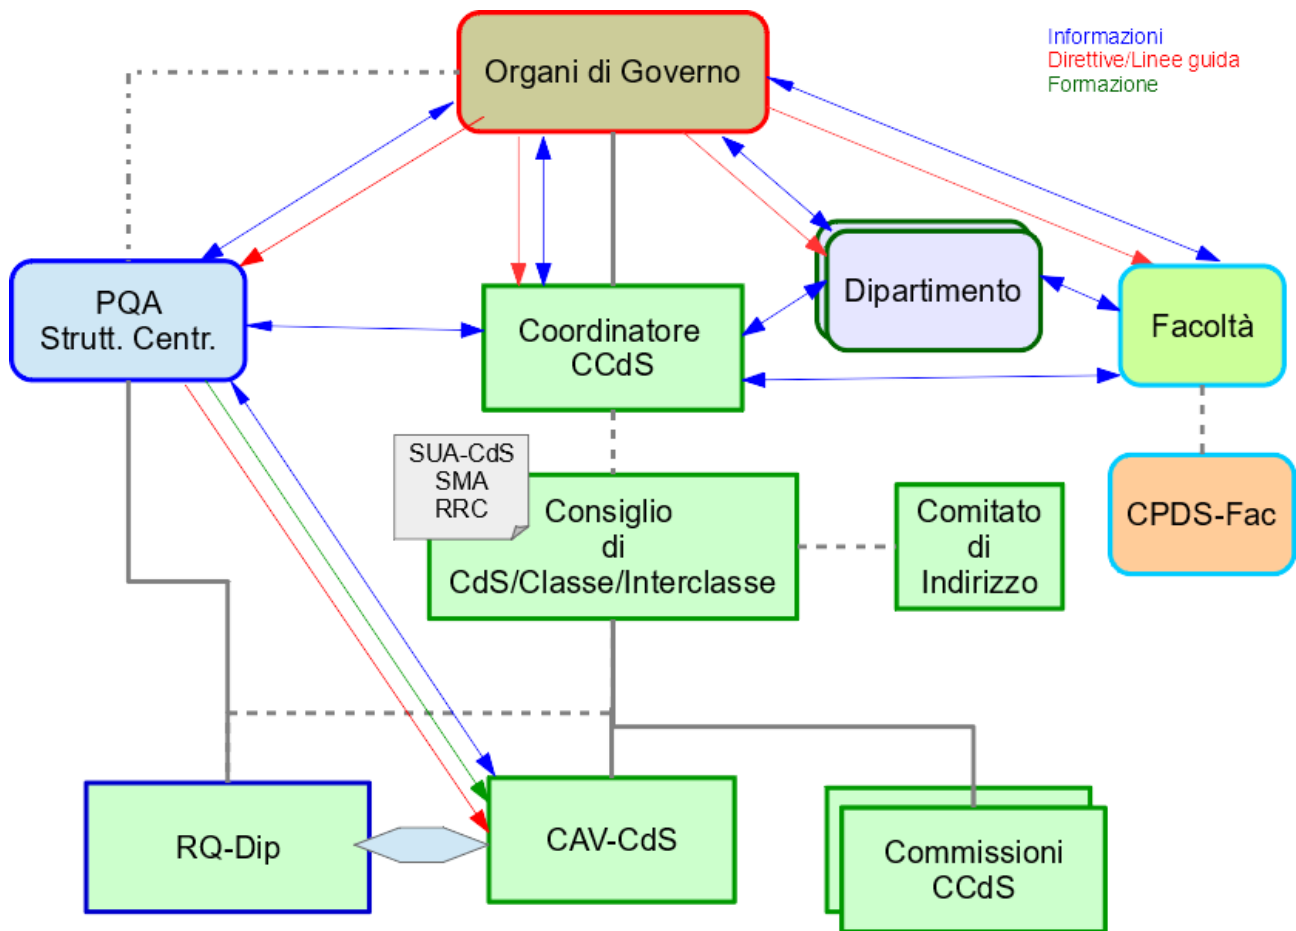 Informazioni
Direttive/Linee guida
Formazione
Organi di Governo
PQA
Strutt. Centr.
Coordinatore
CCdS
Dipartimento
Facoltà
SUA-CdS
SMA
RRC
Consiglio
di
CdS/Classe/Interclasse
Comitato
di
Indirizzo
CPDS-Fac
RQ-Dip
CAV-CdS
Commissioni
CCdS